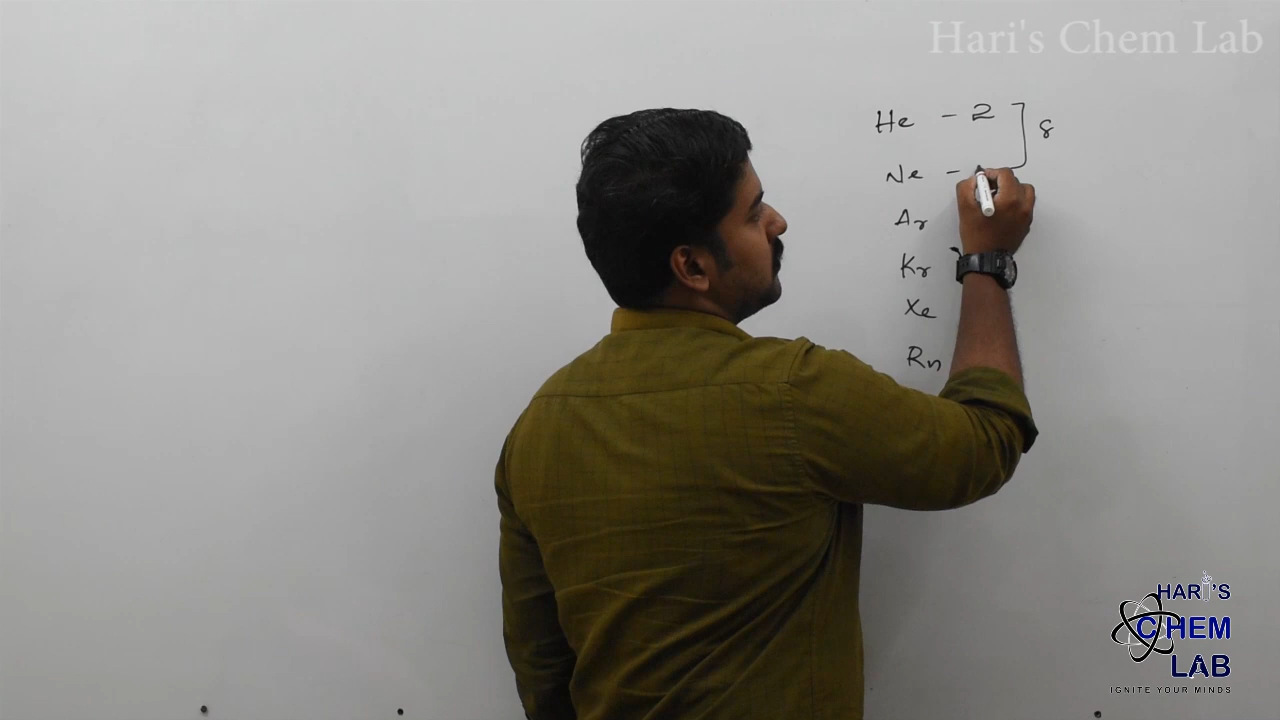 Hari's Chem Lab
He - 2 ] 8
Ne -
Ar
Kr
Xe
Rn
HARI'S
CHEM
LAB
IGNITE YOUR MINDS